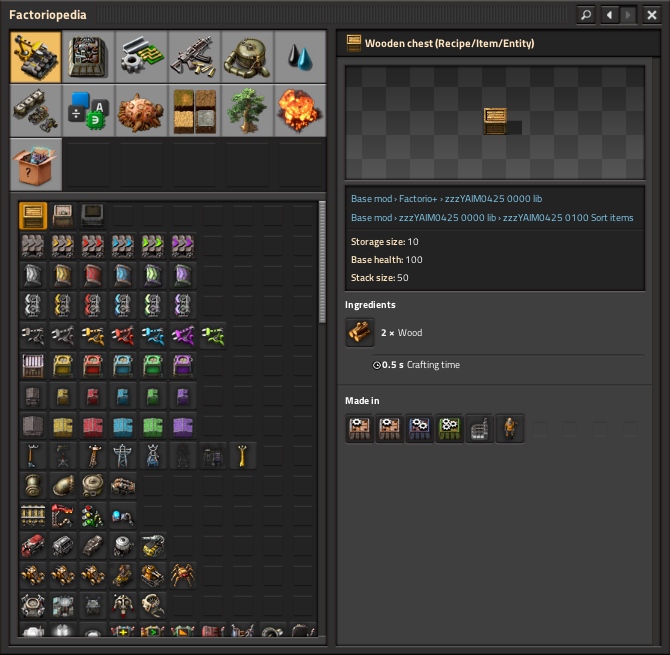 Factoriopedia
Wooden chest (Recipe/Item/Entity)
Base mod › Factorio+ › zzzYAIM0425 0000 lib
Base mod › zzzYAIM0425 0000 lib › zzzYAIM0425 0100 Sort items
Storage size: 10
Base health: 100
Stack size: 50
Ingredients
2 × Wood
0.5 s Crafting time
Made in